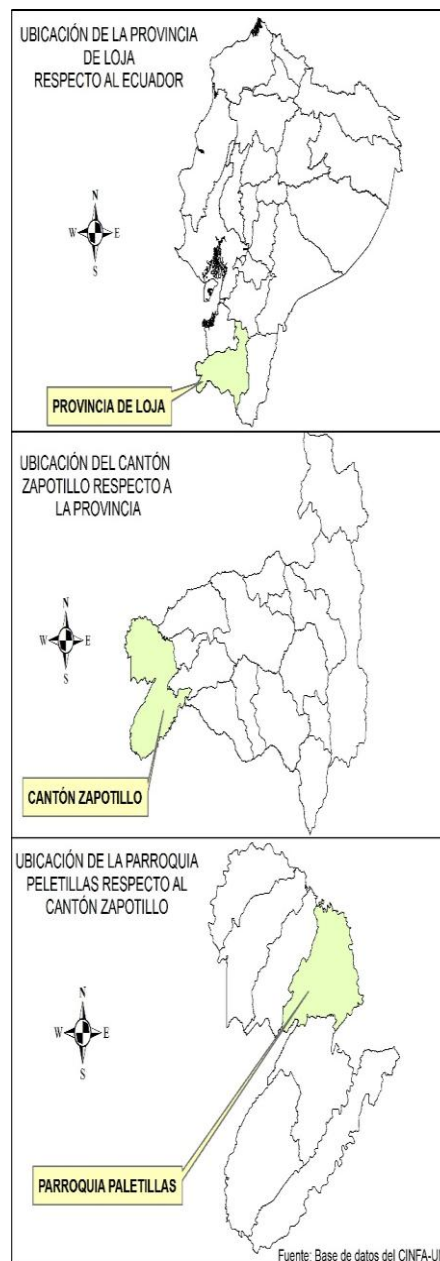 UBICACIÓN DE LA PROVINCIA
DE LOJA
RESPECTO AL ECUADOR
N
W E
S
PROVINCIA DE LOJA
UBICACIÓN DEL CANTÓN
ZAPOTILLO RESPECTO A
LA PROVINCIA
N
W E
S
CANTÓN ZAPOTILLO
UBICACIÓN DE LA PARROQUIA
PELETILLAS RESPECTO AL
CANTÓN ZAPOTILLO
N
W E
S
PARROQUIA PALETILLAS
Fuente: Base de datos del CINFA-UN